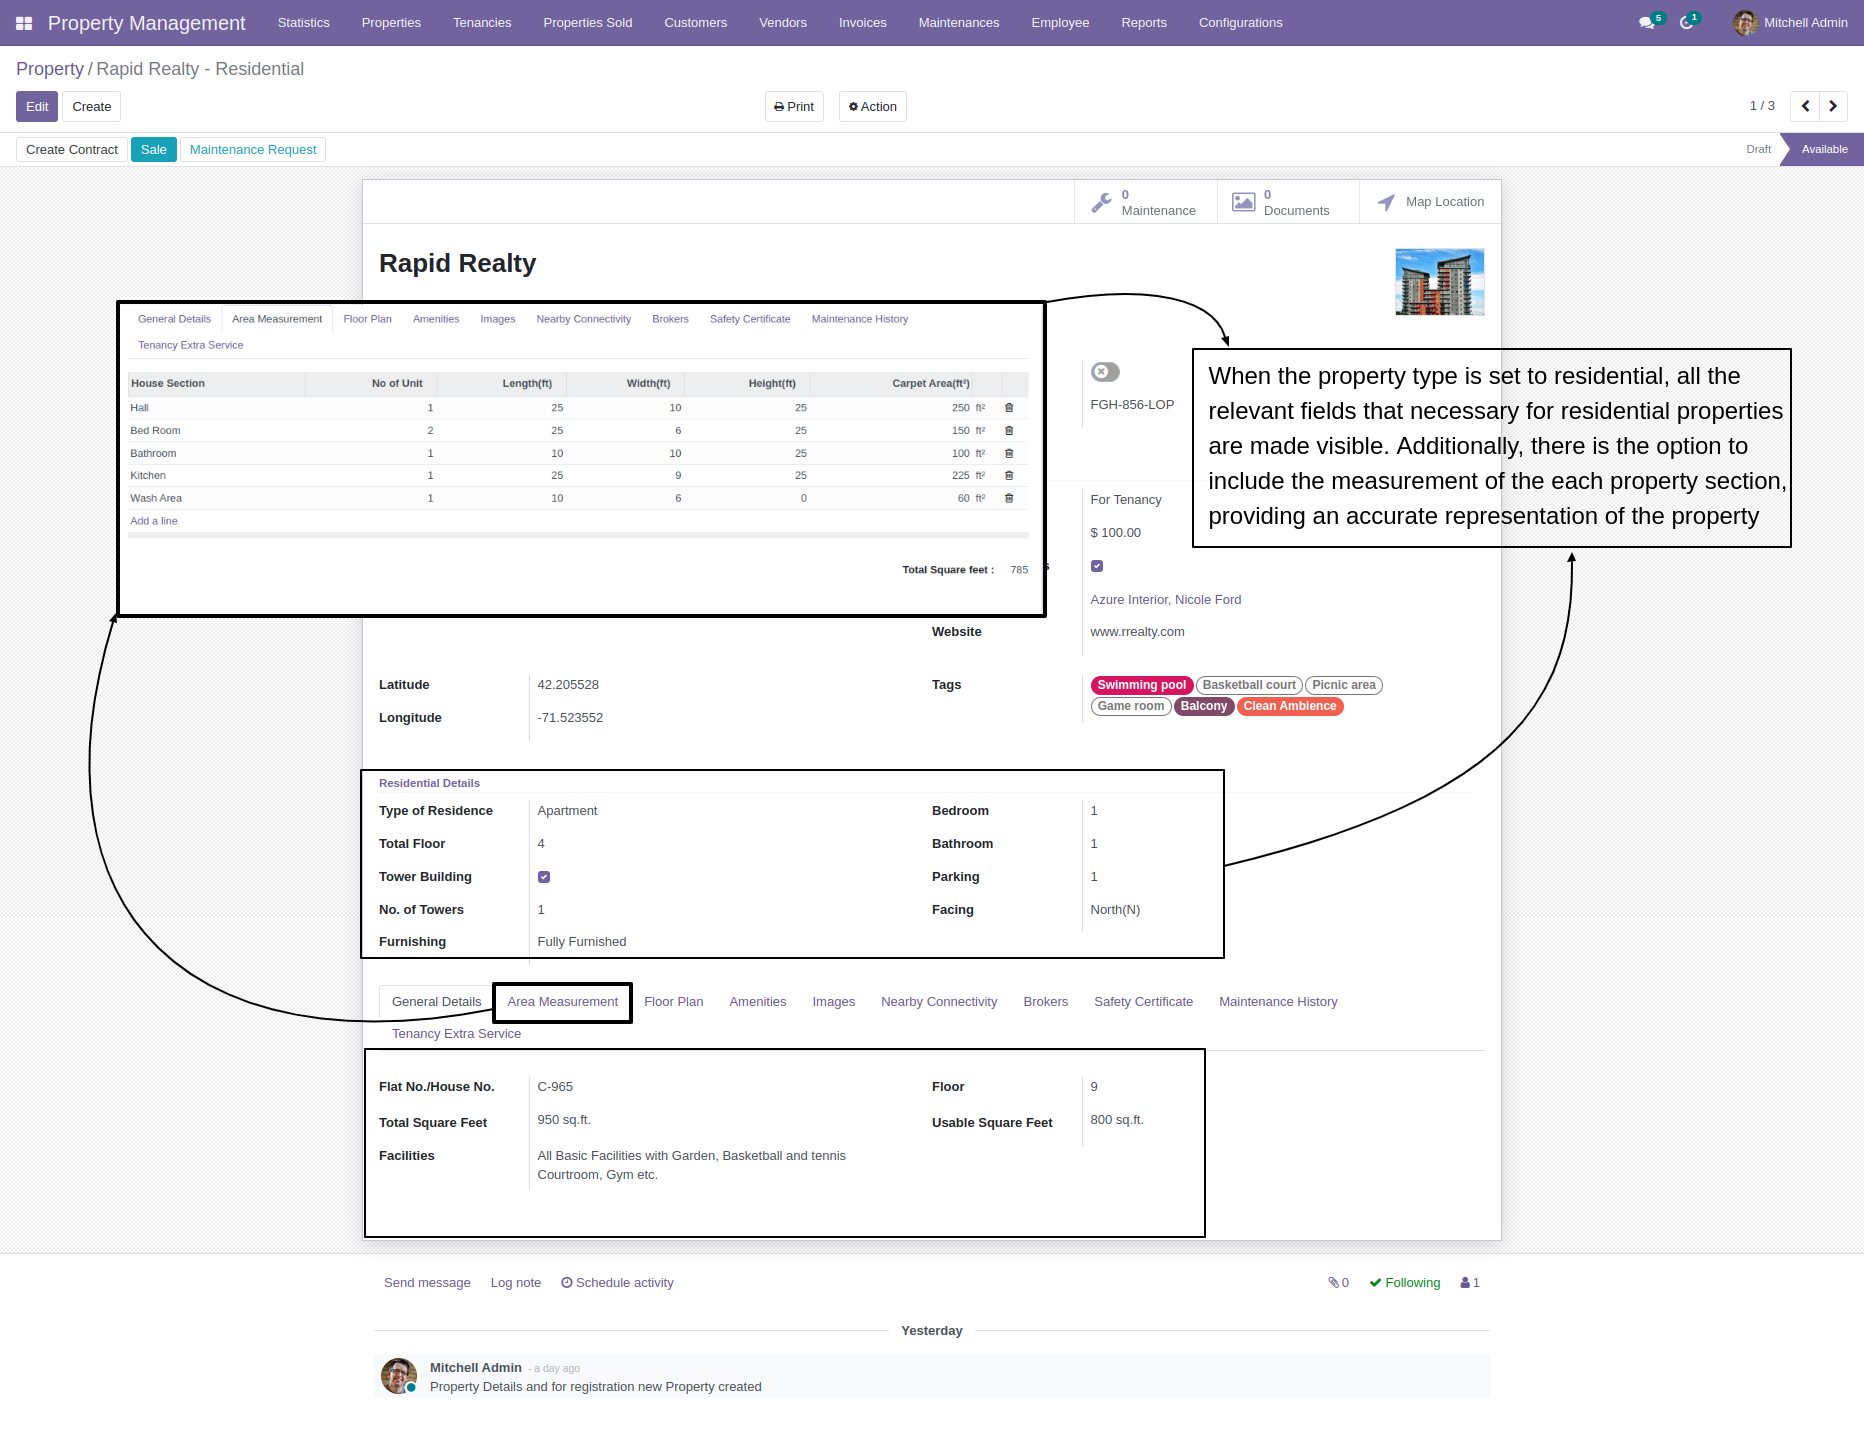 Property Management Statistics Properties Tenancies Properties Sold Customers Vendors Invoices Maintenances Employee Reports Configurations 5 1 Mitchell Admin
Property / Rapid Realty - Residential
Edit Create Print Action 1 / 3
Create Contract Sale Maintenance Request Draft Available
0 Maintenance 0 Documents Map Location
Rapid Realty
General Details Area Measurement Floor Plan Amenities Images Nearby Connectivity Brokers Safety Certificate Maintenance History
Tenancy Extra Service
House Section No of Unit Length(ft) Width(ft) Height(ft) Carpet Area(ft²)
Hall 1 25 10 25 250 ft²
Bed Room 2 25 6 25 150 ft²
Bathroom 1 10 10 25 100 ft²
Kitchen 1 25 9 25 225 ft²
Wash Area 1 10 6 0 60 ft²
Add a line
Total Square feet : 785
FGH-856-LOP
For Tenancy
$ 100.00
s
Azure Interior, Nicole Ford
Website www.rrealty.com
When the property type is set to residential, all the
relevant fields that necessary for residential properties
are made visible. Additionally, there is the option to
include the measurement of the each property section,
providing an accurate representation of the property
Latitude 42.205528 Tags Swimming pool Basketball court Picnic area
Game room Balcony Clean Ambience
Longitude -71.523552
Residential Details
Type of Residence Apartment Bedroom 1
Total Floor 4 Bathroom 1
Tower Building Parking 1
No. of Towers 1 Facing North(N)
Furnishing Fully Furnished
General Details Area Measurement Floor Plan Amenities Images Nearby Connectivity Brokers Safety Certificate Maintenance History
Tenancy Extra Service
Flat No./House No. C-965 Floor 9
Total Square Feet 950 sq.ft. Usable Square Feet 800 sq.ft.
Facilities All Basic Facilities with Garden, Basketball and tennis
Courtroom, Gym etc.
Send message Log note Schedule activity 0 Following 1
Yesterday
Mitchell Admin - a day ago
Property Details and for registration new Property created